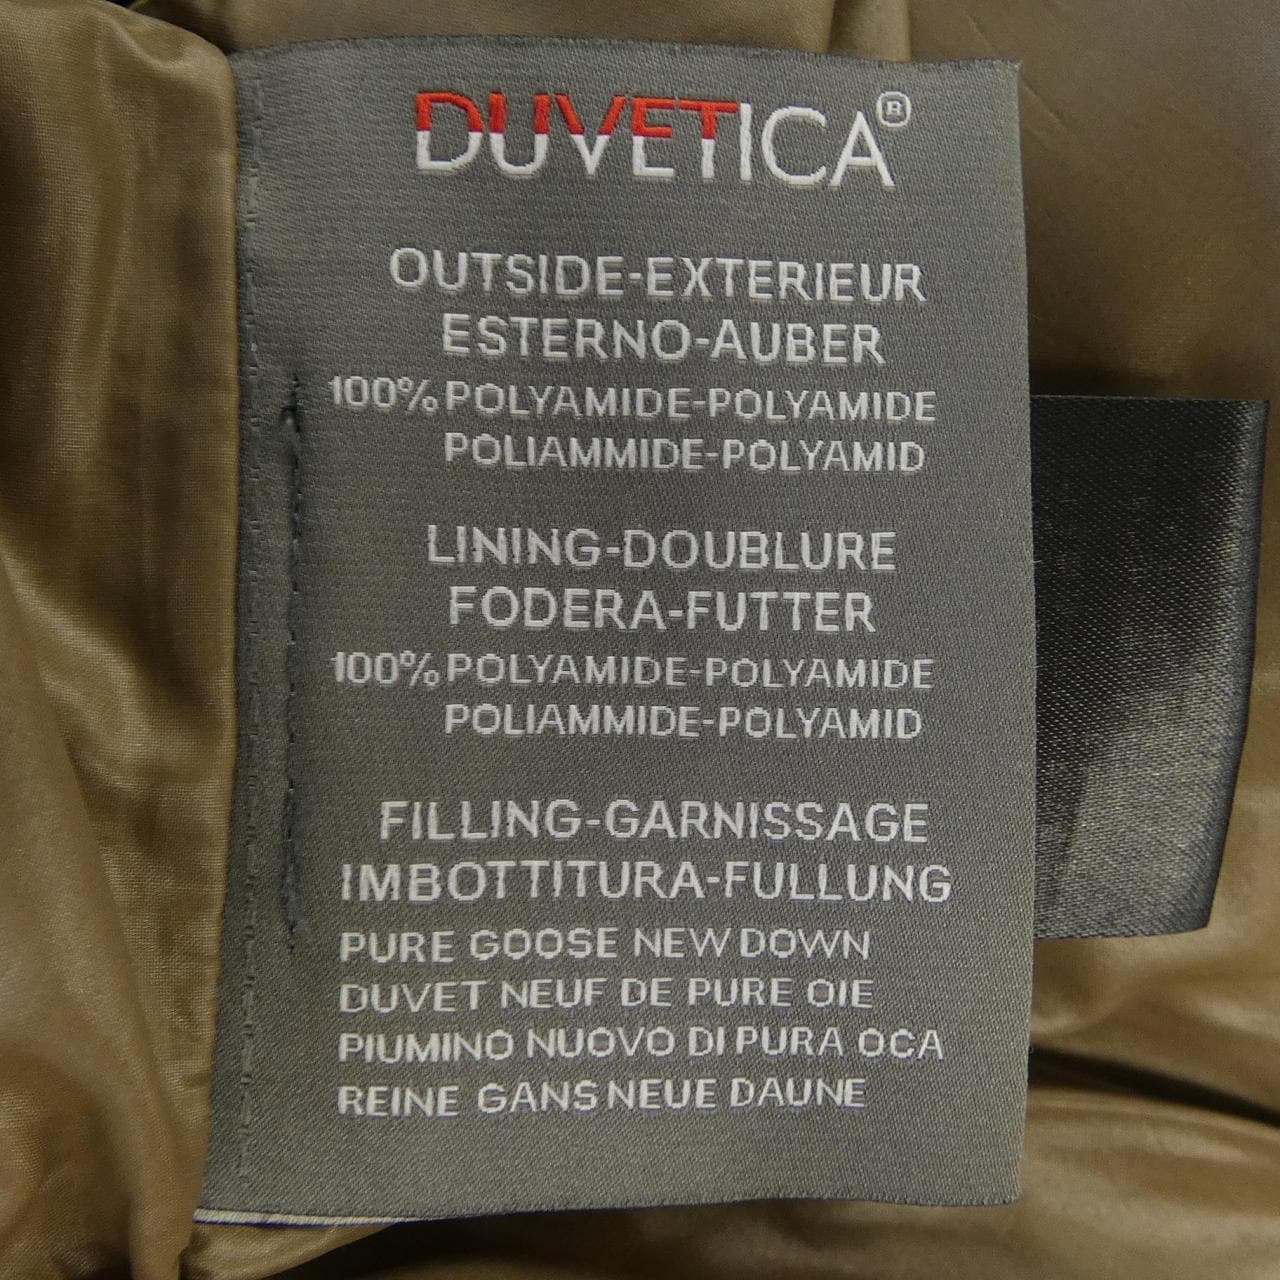 DUVETICA®
OUTSIDE-EXTERIEUR
ESTERNO-AUBER
100% POLYAMIDE-POLYAMIDE
POLIAMMIDE-POLYAMID
LINING-DOUBLURE
FODERA-FUTTER
100% POLYAMIDE-POLYAMIDE
POLIAMMIDE-POLYAMID
FILLING-GARNISSAGE
IMBOTTITURA-FULLUNG
PURE GOOSE NEW DOWN
DUVET NEUF DE PURE OIE
PIUMINO NUOVO DI PURA OCA
REINE GANS NEUE DAUNE